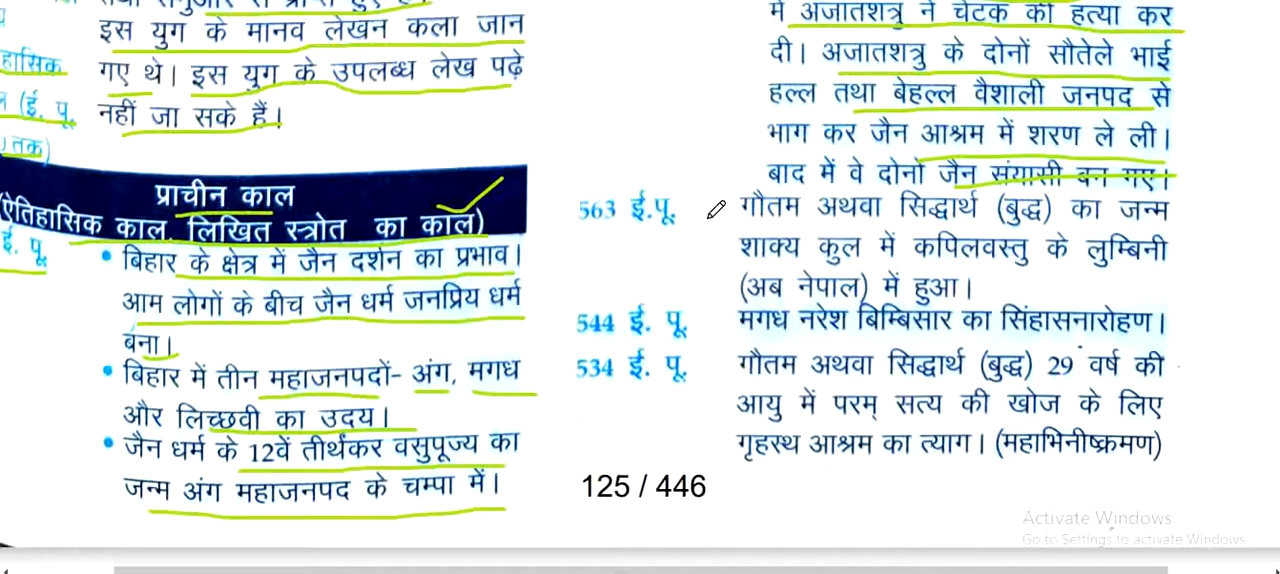 इस युग के मानव लेखन कला जान
गए थे। इस युग के उपलब्ध लेख पढ़े
नहीं जा सके हैं।
हासिक
(ई. पू.
तक)
प्राचीन काल
(ऐतिहासिक काल, लिखित स्त्रोत का काल)
ई. पू.
• बिहार के क्षेत्र में जैन दर्शन का प्रभाव।
आम लोगों के बीच जैन धर्म जनप्रिय धर्म
बना।
• बिहार में तीन महाजनपदों- अंग, मगध
और लिच्छवी का उदय।
• जैन धर्म के 12वें तीर्थंकर वसुपूज्य का
जन्म अंग महाजनपद के चम्पा में।
में अजातशत्रु ने चेटक की हत्या कर
दी। अजातशत्रु के दोनों सौतेले भाई
हल्ल तथा बेहल्ल वैशाली जनपद से
भाग कर जैन आश्रम में शरण ले ली।
बाद में वे दोनों जैन संयासी बन गए।
563 ई.पू. गौतम अथवा सिद्धार्थ (बुद्ध) का जन्म
शाक्य कुल में कपिलवस्तु के लुम्बिनी
(अब नेपाल) में हुआ।
544 ई. पू. मगध नरेश बिम्बिसार का सिंहासनारोहण।
534 ई. पू. गौतम अथवा सिद्धार्थ (बुद्ध) 29 वर्ष की
आयु में परम् सत्य की खोज के लिए
गृहस्थ आश्रम का त्याग। (महाभिनीष्क्रमण)
125 / 446
Activate Windows
Go to Settings to activate Windows.